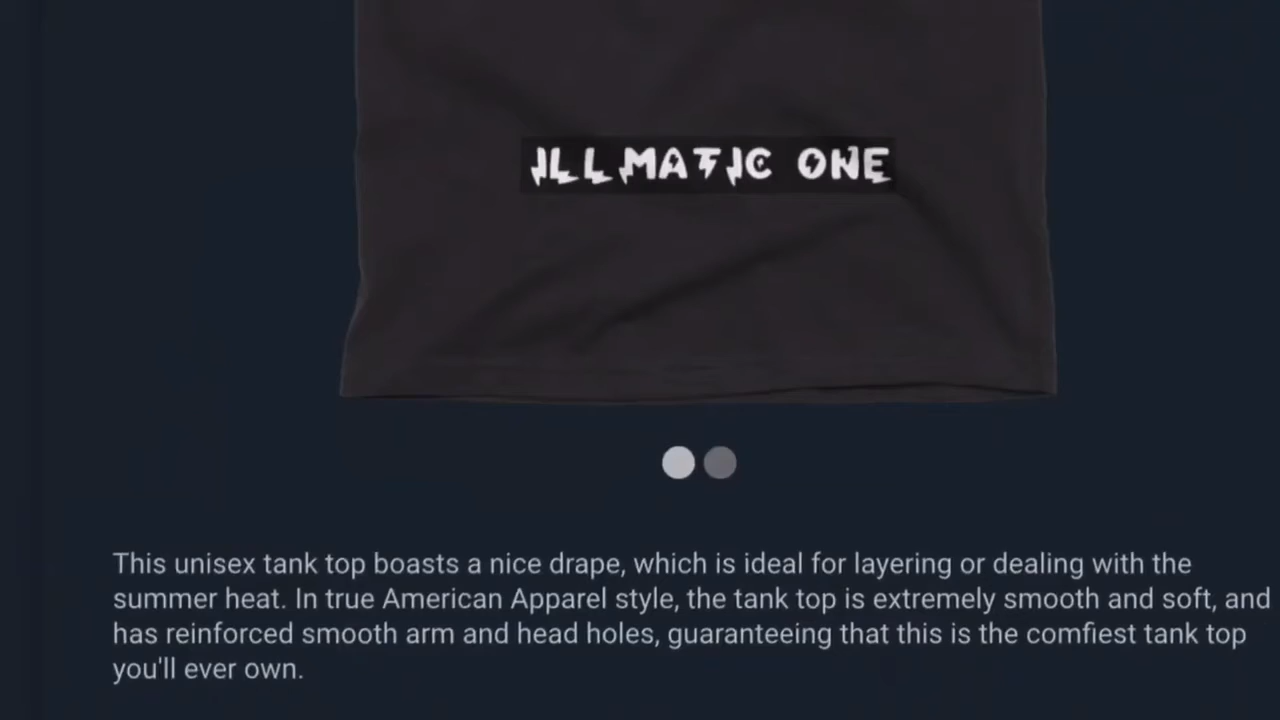 ILLMATIC ONE
This unisex tank top boasts a nice drape, which is ideal for layering or dealing with the
summer heat. In true American Apparel style, the tank top is extremely smooth and soft, and
has reinforced smooth arm and head holes, guaranteeing that this is the comfiest tank top
you'll ever own.